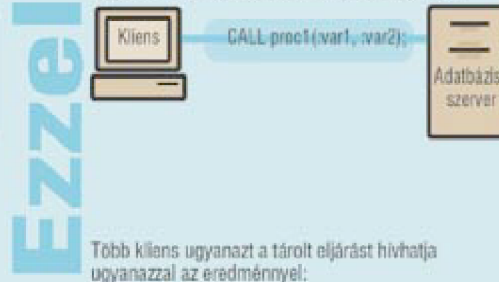 Ezzel
Kliens
CALL proc1(:var1, :var2);
Adatbázis
szerver
Több kliens ugyanazt a tárolt eljárást hívhatja
ugyanazzal az eredménnyel: